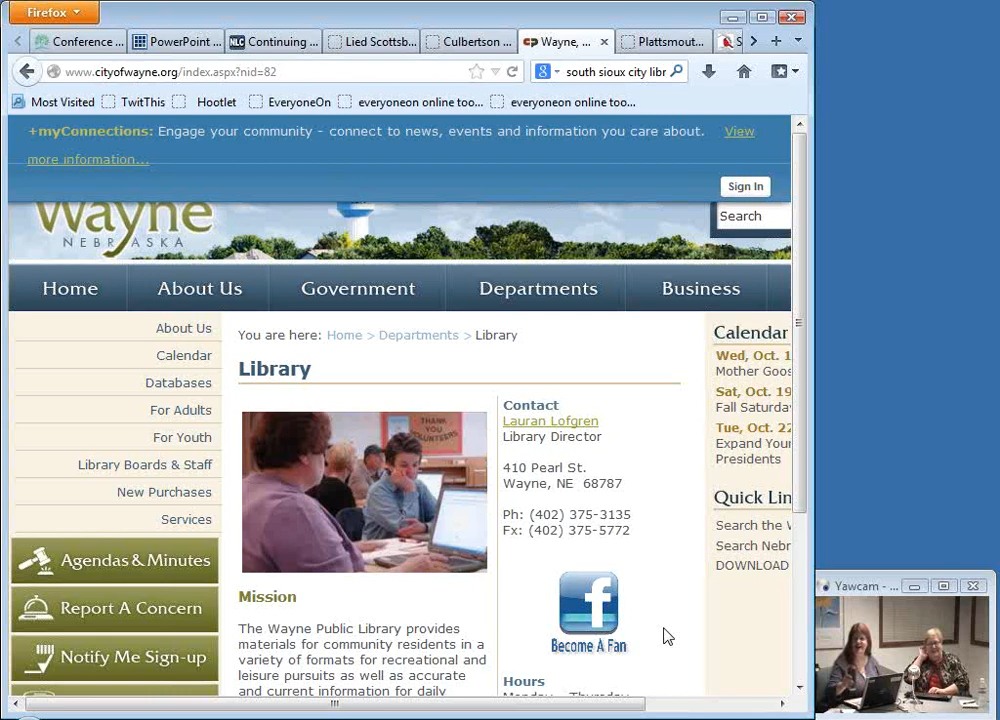 Firefox
Conference ...
PowerPoint ...
NLC Continuing ...
Lied Scottsb...
Culbertson ...
CP Wayne, ...
Plattsmout...
S
www.cityofwayne.org/index.aspx?nid=82
8 south sioux city libr
Most Visited
TwitThis
Hootlet
EveryoneOn
everyoneon online too...
everyoneon online too...
+myConnections: Engage your community - connect to news, events and information you care about. View
more information...
Sign In
Wayne
NEBRASKA
Search
Home
About Us
Government
Departments
Business
About Us
Calendar
Databases
For Adults
For Youth
Library Boards & Staff
New Purchases
Services
Agendas & Minutes
Report A Concern
Notify Me Sign-up
You are here: Home > Departments > Library
Library
THANK
YOU
VOLUNTEERS
Mission
The Wayne Public Library provides
materials for community residents in a
variety of formats for recreational and
leisure pursuits as well as accurate
and current information for daily
Contact
Lauran Lofgren
Library Director
410 Pearl St.
Wayne, NE 68787
Ph: (402) 375-3135
Fx: (402) 375-5772
f
Become A Fan
Hours
Monday - Thursday
Calendar
Wed, Oct. 1
Mother Goos
Sat, Oct. 19
Fall Saturda
Tue, Oct. 22
Expand Your
Presidents
Quick Lin
Search the W
Search Nebr
DOWNLOAD
Yawcam - ...